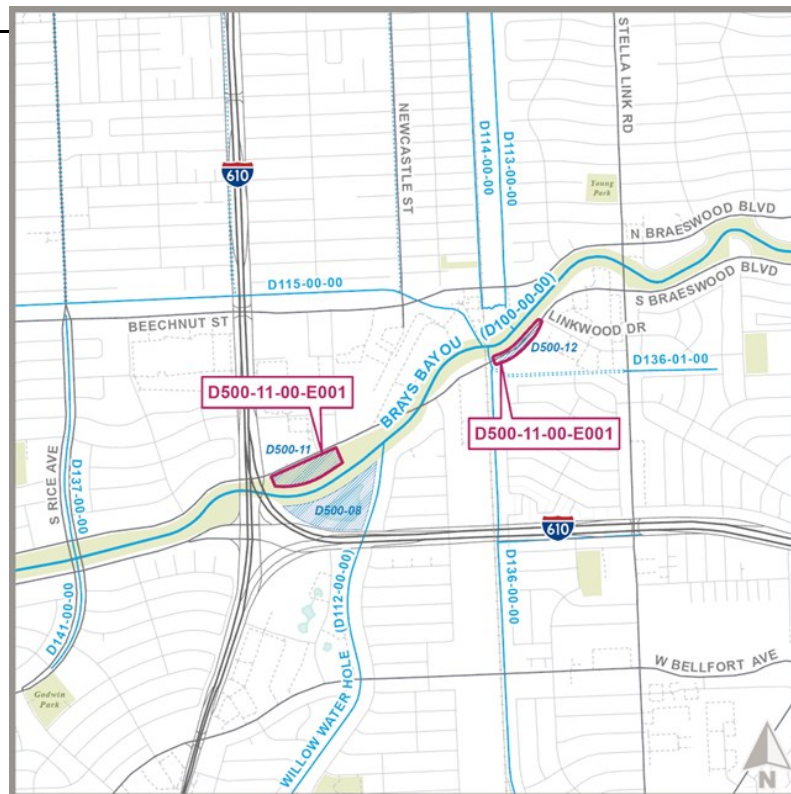 STELLA LINK RD
NEWCASTLE ST
D114-00-00
D113-00-00
610
Young
Park
N BRAESWOOD BLVD
S BRAESWOOD BLVD
D115-00-00
BEECHNUT ST
BRAYS BAYOU (D100-00-00)
LINKWOOD DR
D500-12
D136-01-00
D500-11-00-E001
D500-11-00-E001
D500-11
S RICE AVE
D137-00-00
D500-08
610
D141-00-00
D136-00-00
WILLOW WATER HOLE (D112-00-00)
W BELLFORT AVE
Godwin
Park
N